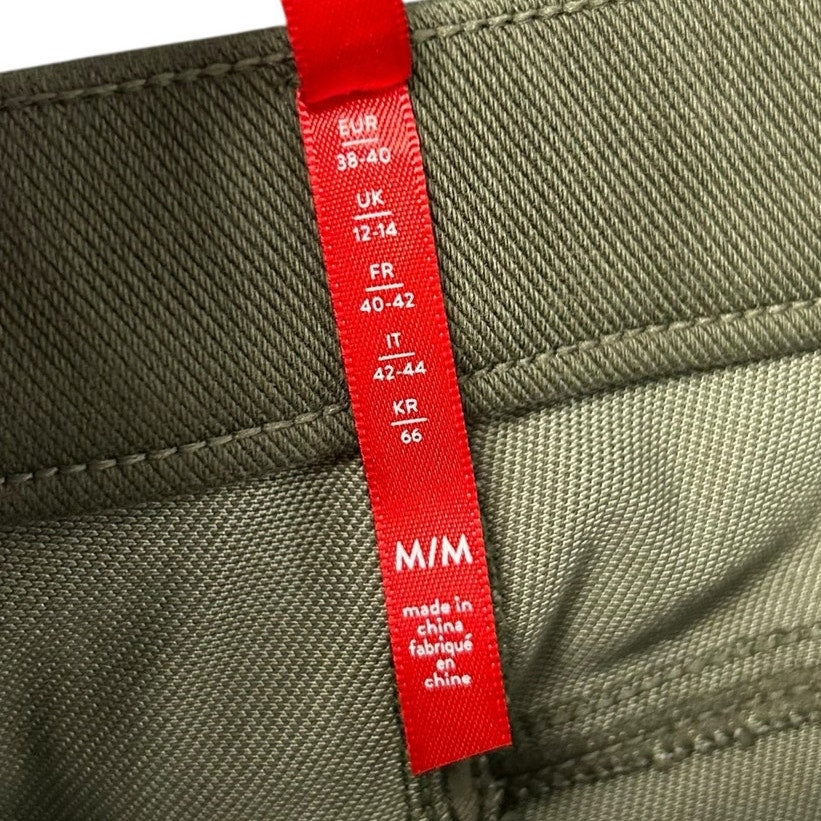 EUR
38-40
UK
12-14
FR
40-42
IT
42-44
KR
66
M/M
made in
china
fabriqué
en
chine